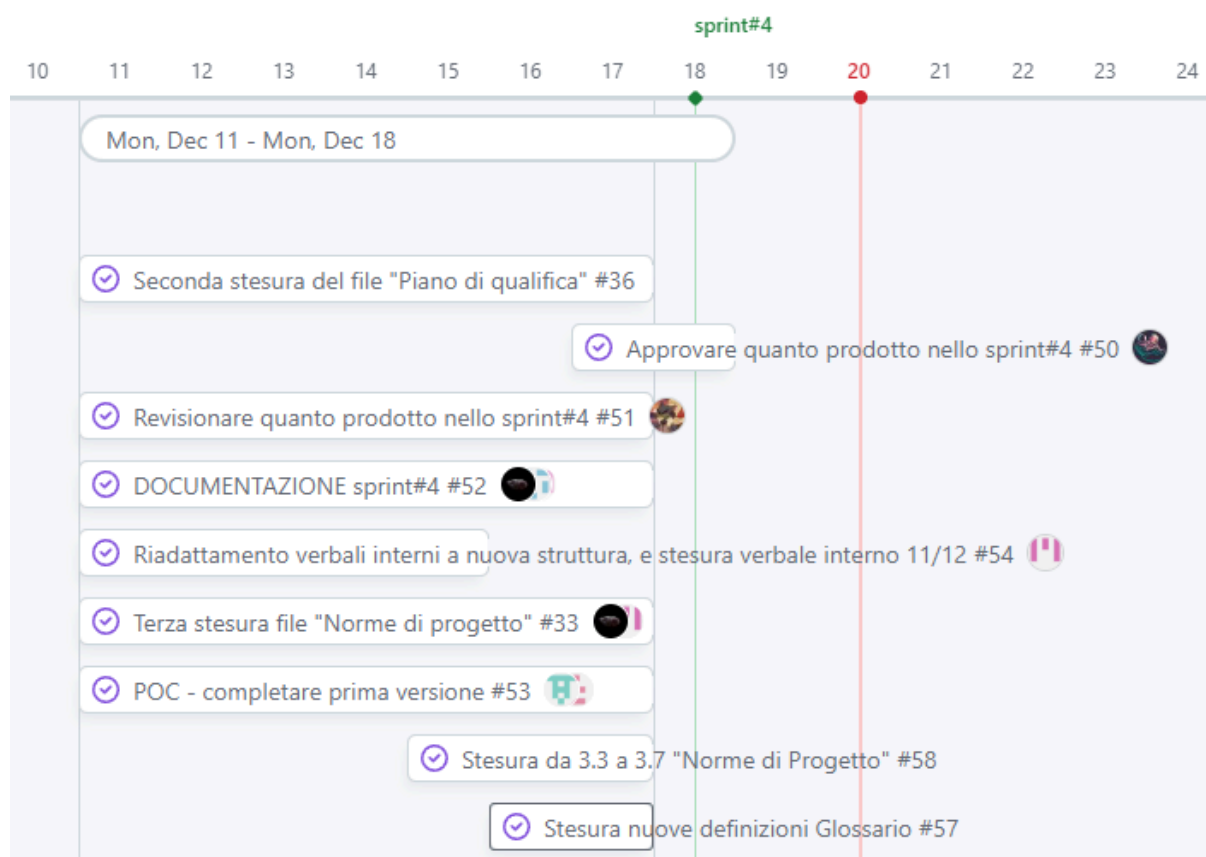 sprint#4
10 11 12 13 14 15 16 17 18 19 20 21 22 23 24
Mon, Dec 11 - Mon, Dec 18
Seconda stesura del file "Piano di qualifica" #36
Approvare quanto prodotto nello sprint#4 #50
Revisionare quanto prodotto nello sprint#4 #51
DOCUMENTAZIONE sprint#4 #52
Riadattamento verbali interni a nuova struttura, e stesura verbale interno 11/12 #54
Terza stesura file "Norme di progetto" #33
POC - completare prima versione #53
Stesura da 3.3 a 3.7 "Norme di Progetto" #58
Stesura nuove definizioni Glossario #57